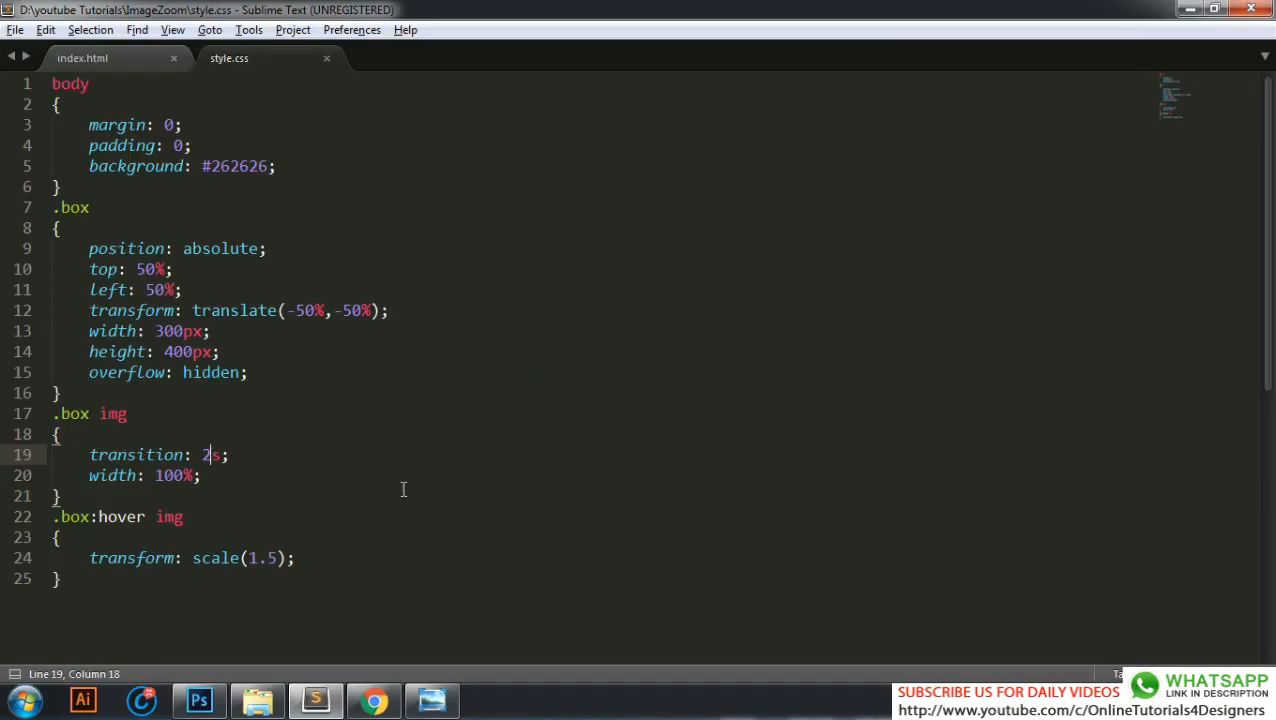 D:\youtube Tutorials\ImageZoom\style.css - Sublime Text (UNREGISTERED)
File Edit Selection Find View Goto Tools Project Preferences Help
index.html × style.css ×
1 body
2 {
3 margin: 0;
4 padding: 0;
5 background: #262626;
6 }
7 .box
8 {
9 position: absolute;
10 top: 50%;
11 left: 50%;
12 transform: translate(-50%,-50%);
13 width: 300px;
14 height: 400px;
15 overflow: hidden;
16 }
17 .box img
18 {
19 transition: 2s;
20 width: 100%;
21 }
22 .box:hover img
23 {
24 transform: scale(1.5);
25 }
Line 19, Column 18
Ai Ps S
SUBSCRIBE US FOR DAILY VIDEOS
WHATSAPP
LINK IN DESCRIPTION
http://www.youtube.com/c/OnlineTutorials4Designers